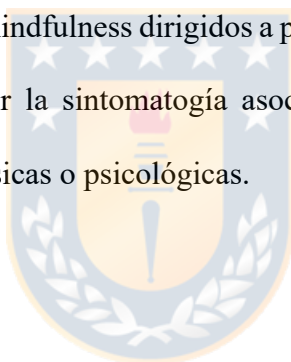 indfulness dirigidos a p
r la sintomatogía asoc
sicas o psicológicas.